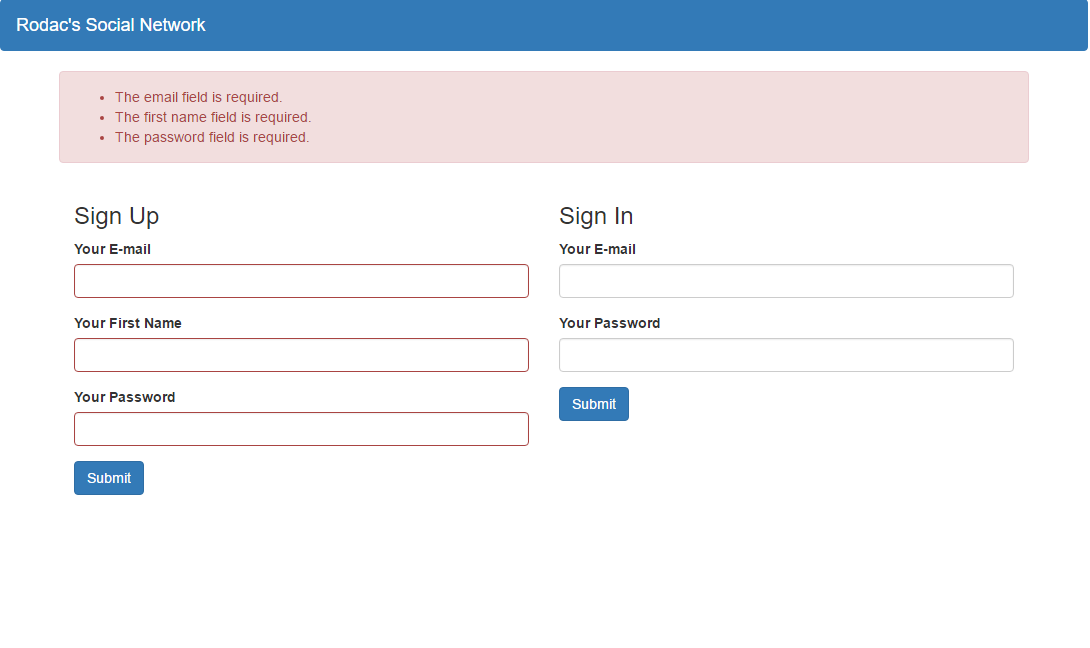 Rodac's Social Network
The email field is required.
The first name field is required.
The password field is required.
Sign Up
Your E-mail
Your First Name
Your Password
Submit
Sign In
Your E-mail
Your Password
Submit